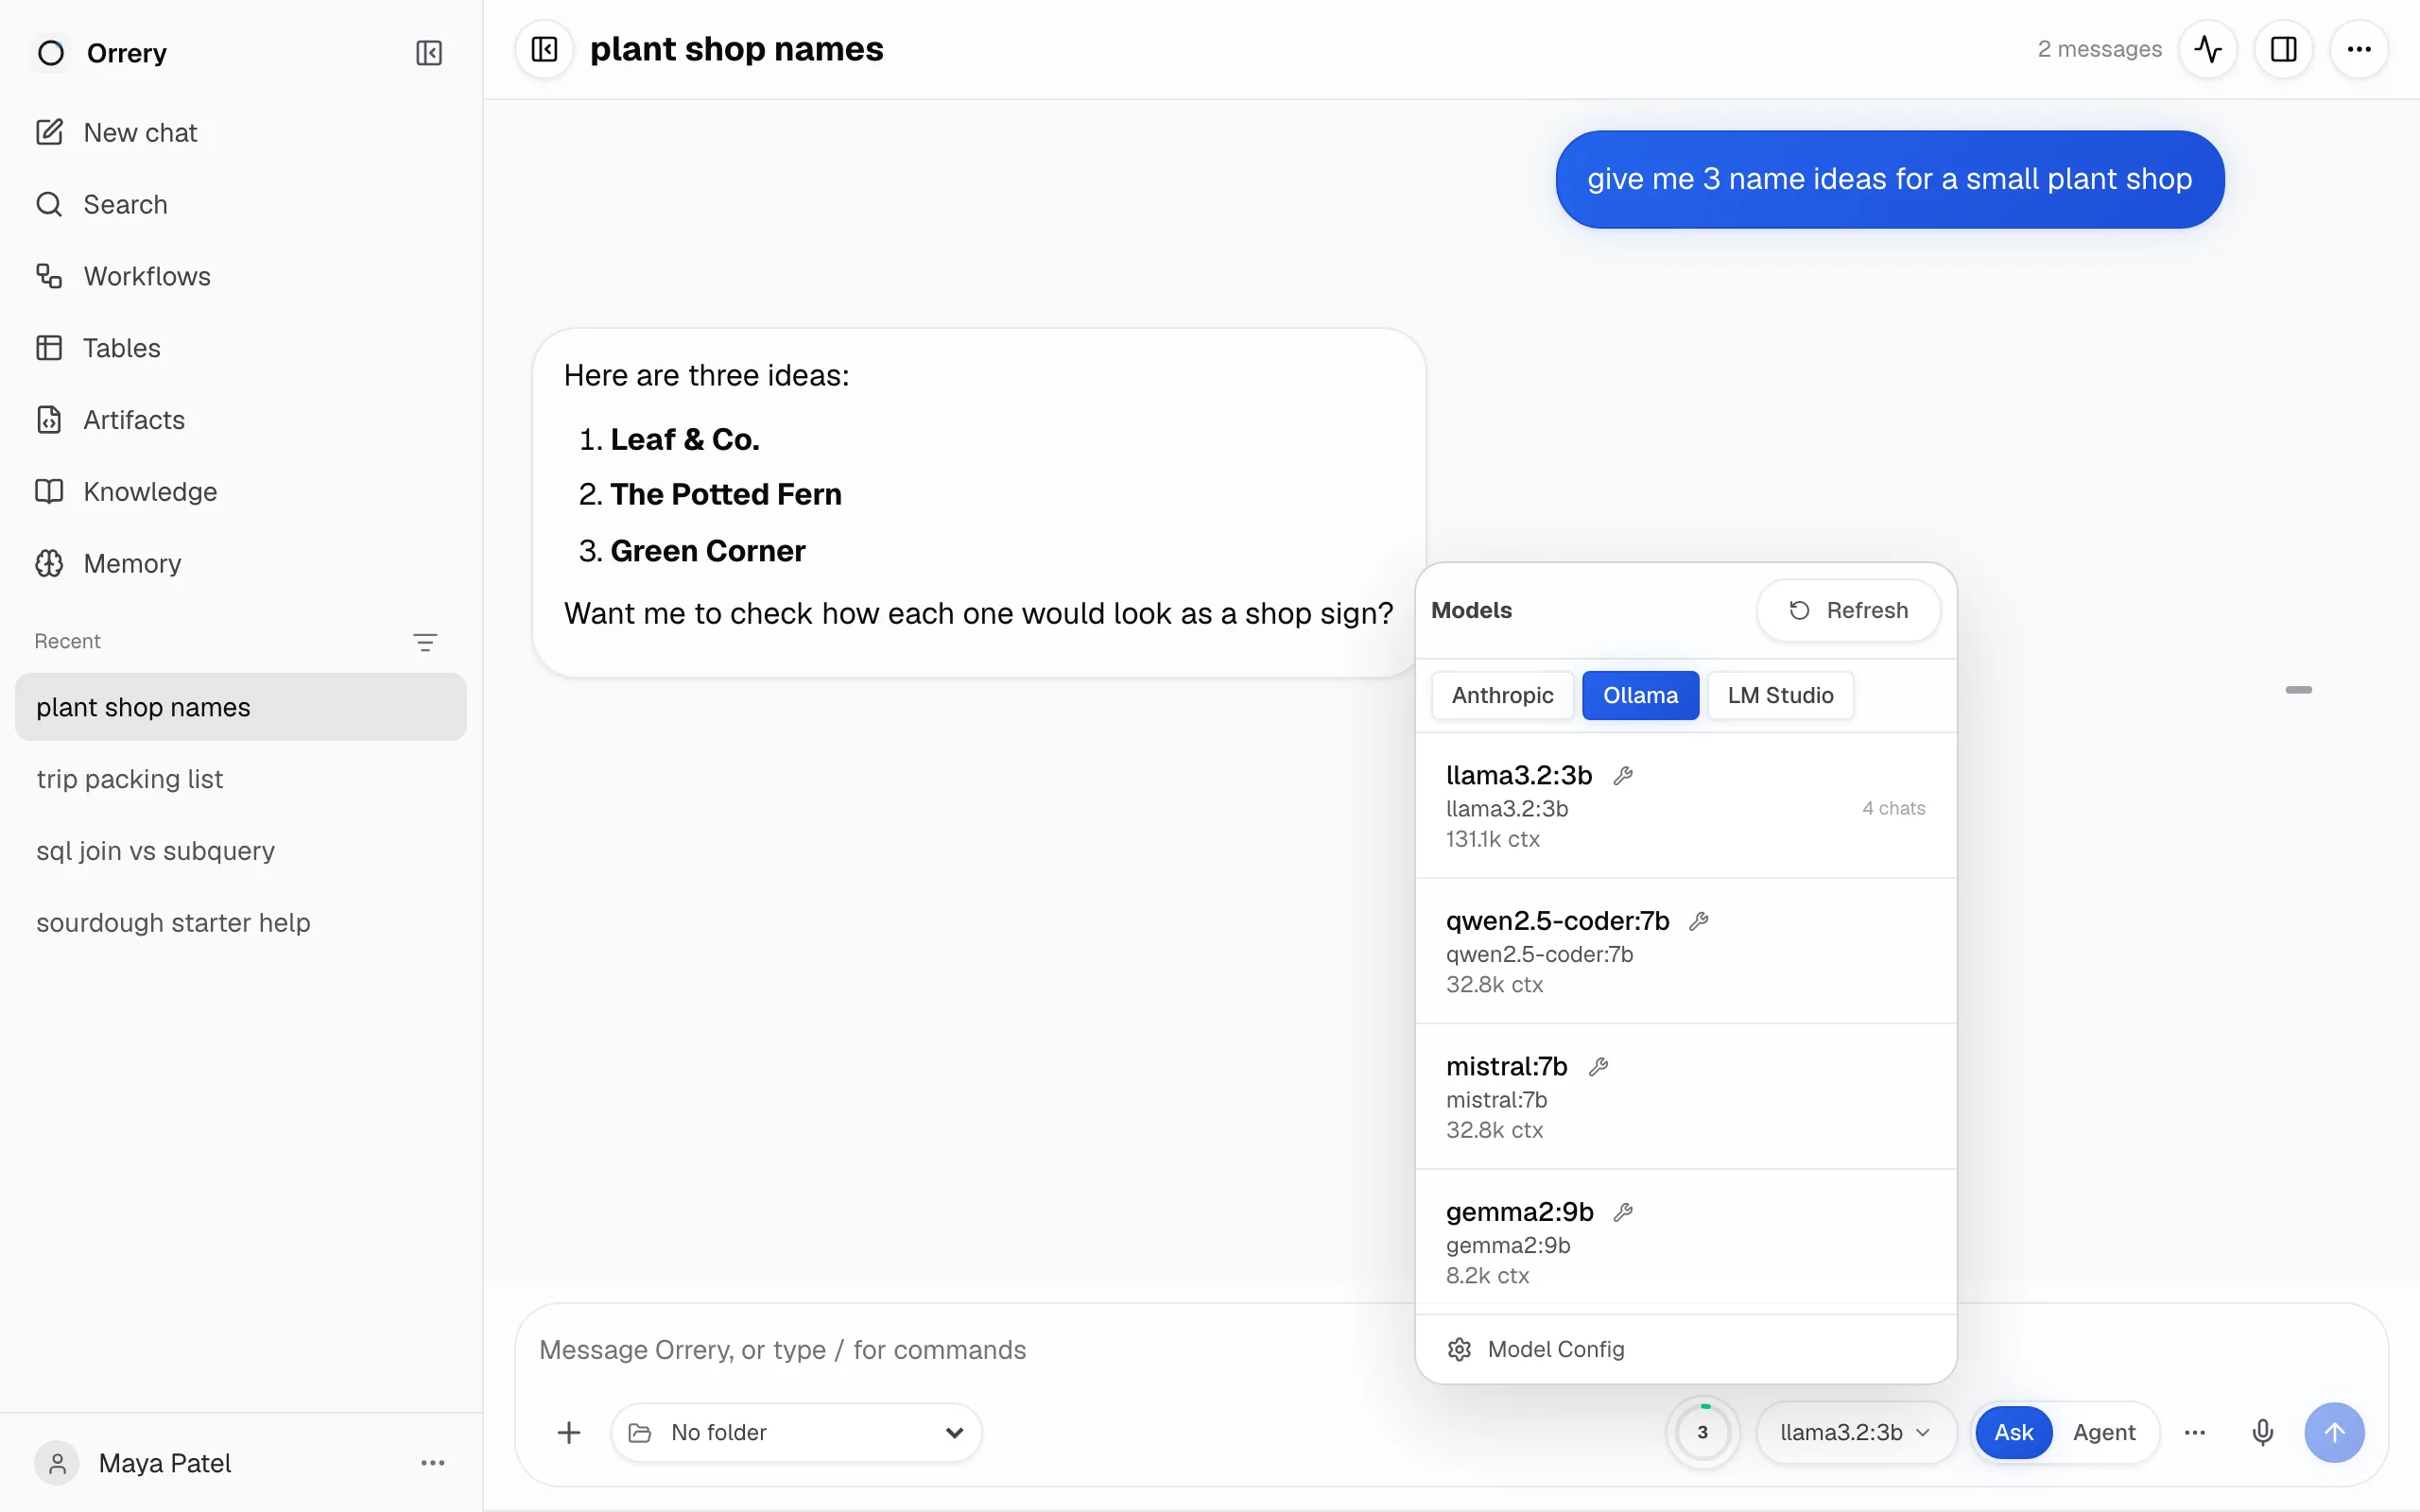 Orrery
New chat
Search
Workflows
Tables
Artifacts
Knowledge
Memory
Recent
plant shop names
trip packing list
sql join vs subquery
sourdough starter help
Maya Patel
plant shop names
2 messages
give me 3 name ideas for a small plant shop
Here are three ideas:
1. Leaf & Co.
2. The Potted Fern
3. Green Corner
Want me to check how each one would look as a shop sign?
Models
Refresh
Anthropic
Ollama
LM Studio
llama3.2:3b
llama3.2:3b
4 chats
131.1k ctx
qwen2.5-coder:7b
qwen2.5-coder:7b
32.8k ctx
mistral:7b
mistral:7b
32.8k ctx
gemma2:9b
gemma2:9b
8.2k ctx
Model Config
Message Orrery, or type / for commands
No folder
3
llama3.2:3b
Ask
Agent